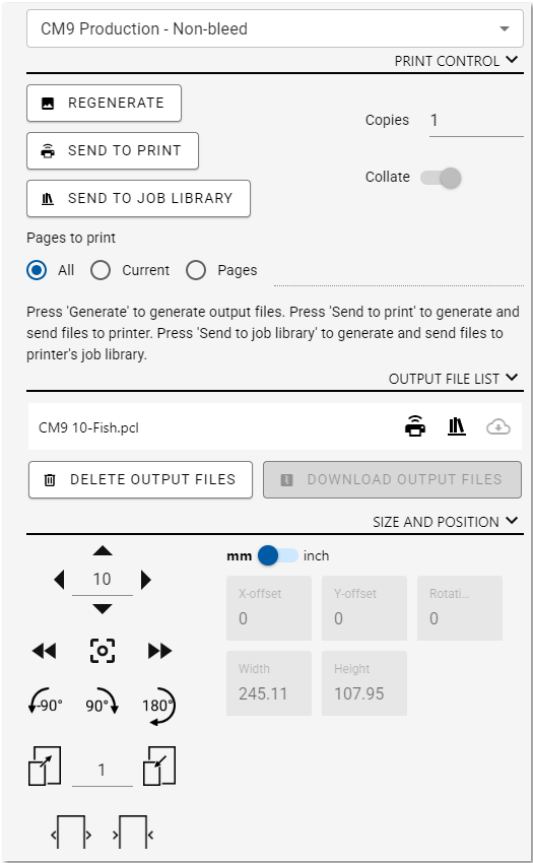 CM9 Production - Non-bleed
PRINT CONTROL
REGENERATE
Copies 1
SEND TO PRINT
Collate
SEND TO JOB LIBRARY
Pages to print
All Current Pages
Press 'Generate' to generate output files. Press 'Send to print' to generate and
send files to printer. Press 'Send to job library' to generate and send files to
printer's job library.
OUTPUT FILE LIST
CM9 10-Fish.pcl
DELETE OUTPUT FILES DOWNLOAD OUTPUT FILES
SIZE AND POSITION
mm inch
10
X-offset Y-offset Rotati...
0 0 0
Width Height
245.11 107.95
-90° 90° 180°
1